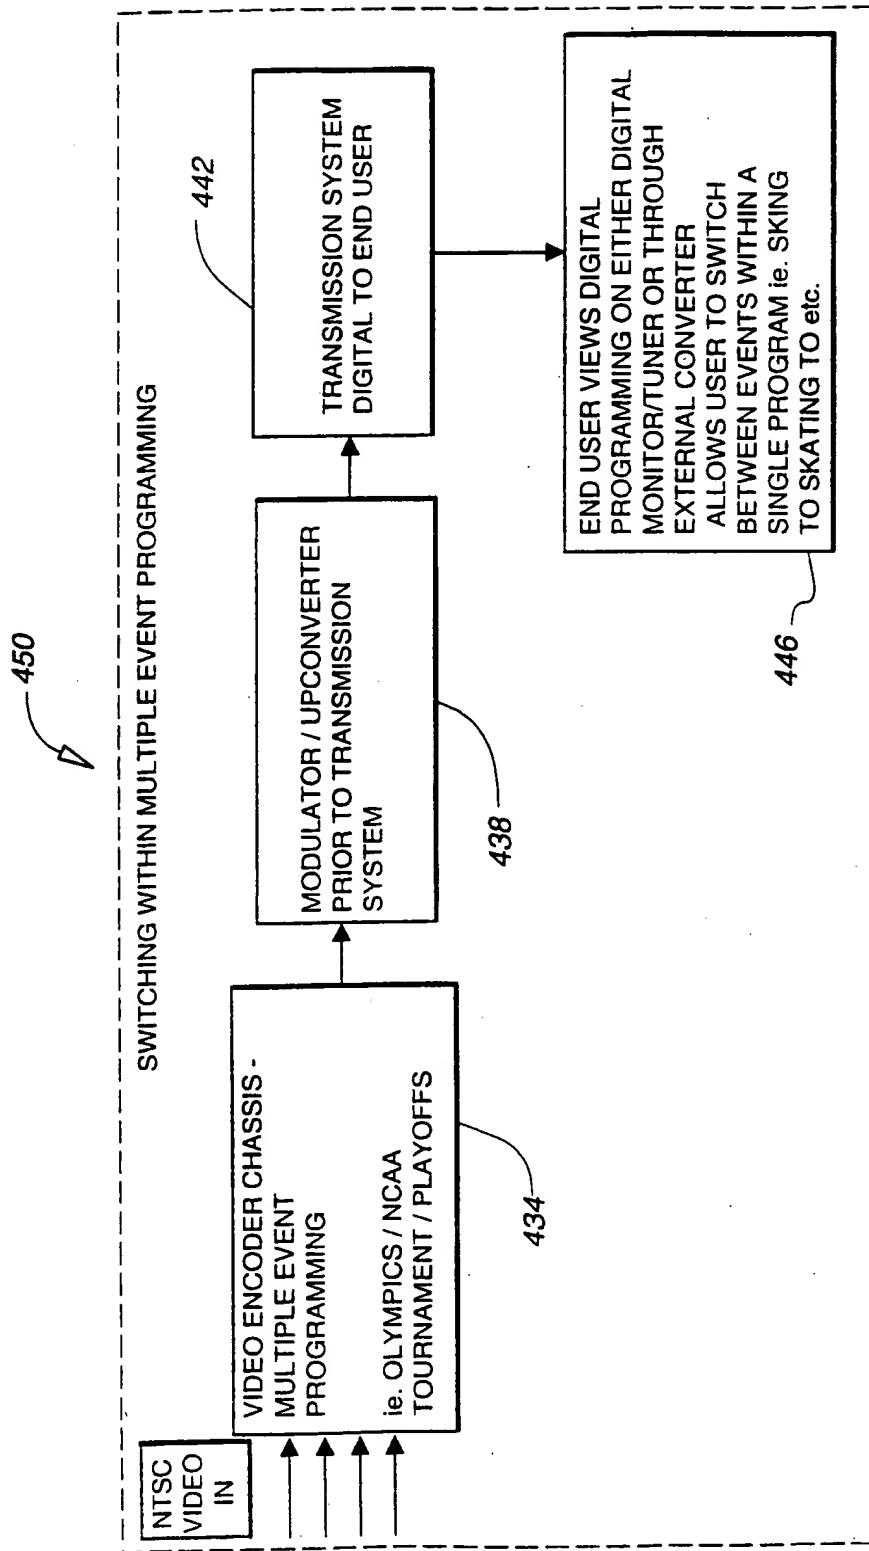 450
SWITCHING WITHIN MULTIPLE EVENT PROGRAMMING
NTSC
VIDEO
IN
VIDEO ENCODER CHASSIS -
MULTIPLE EVENT
PROGRAMMING
ie. OLYMPICS / NCAA
TOURNAMENT / PLAYOFFS
434
MODULATOR / UPCONVERTER
PRIOR TO TRANSMISSION
SYSTEM
438
TRANSMISSION SYSTEM
DIGITAL TO END USER
442
END USER VIEWS DIGITAL
PROGRAMMING ON EITHER DIGITAL
MONITOR/TUNER OR THROUGH
EXTERNAL CONVERTER
ALLOWS USER TO SWITCH
BETWEEN EVENTS WITHIN A
SINGLE PROGRAM ie. SKING
TO SKATING TO etc.
446